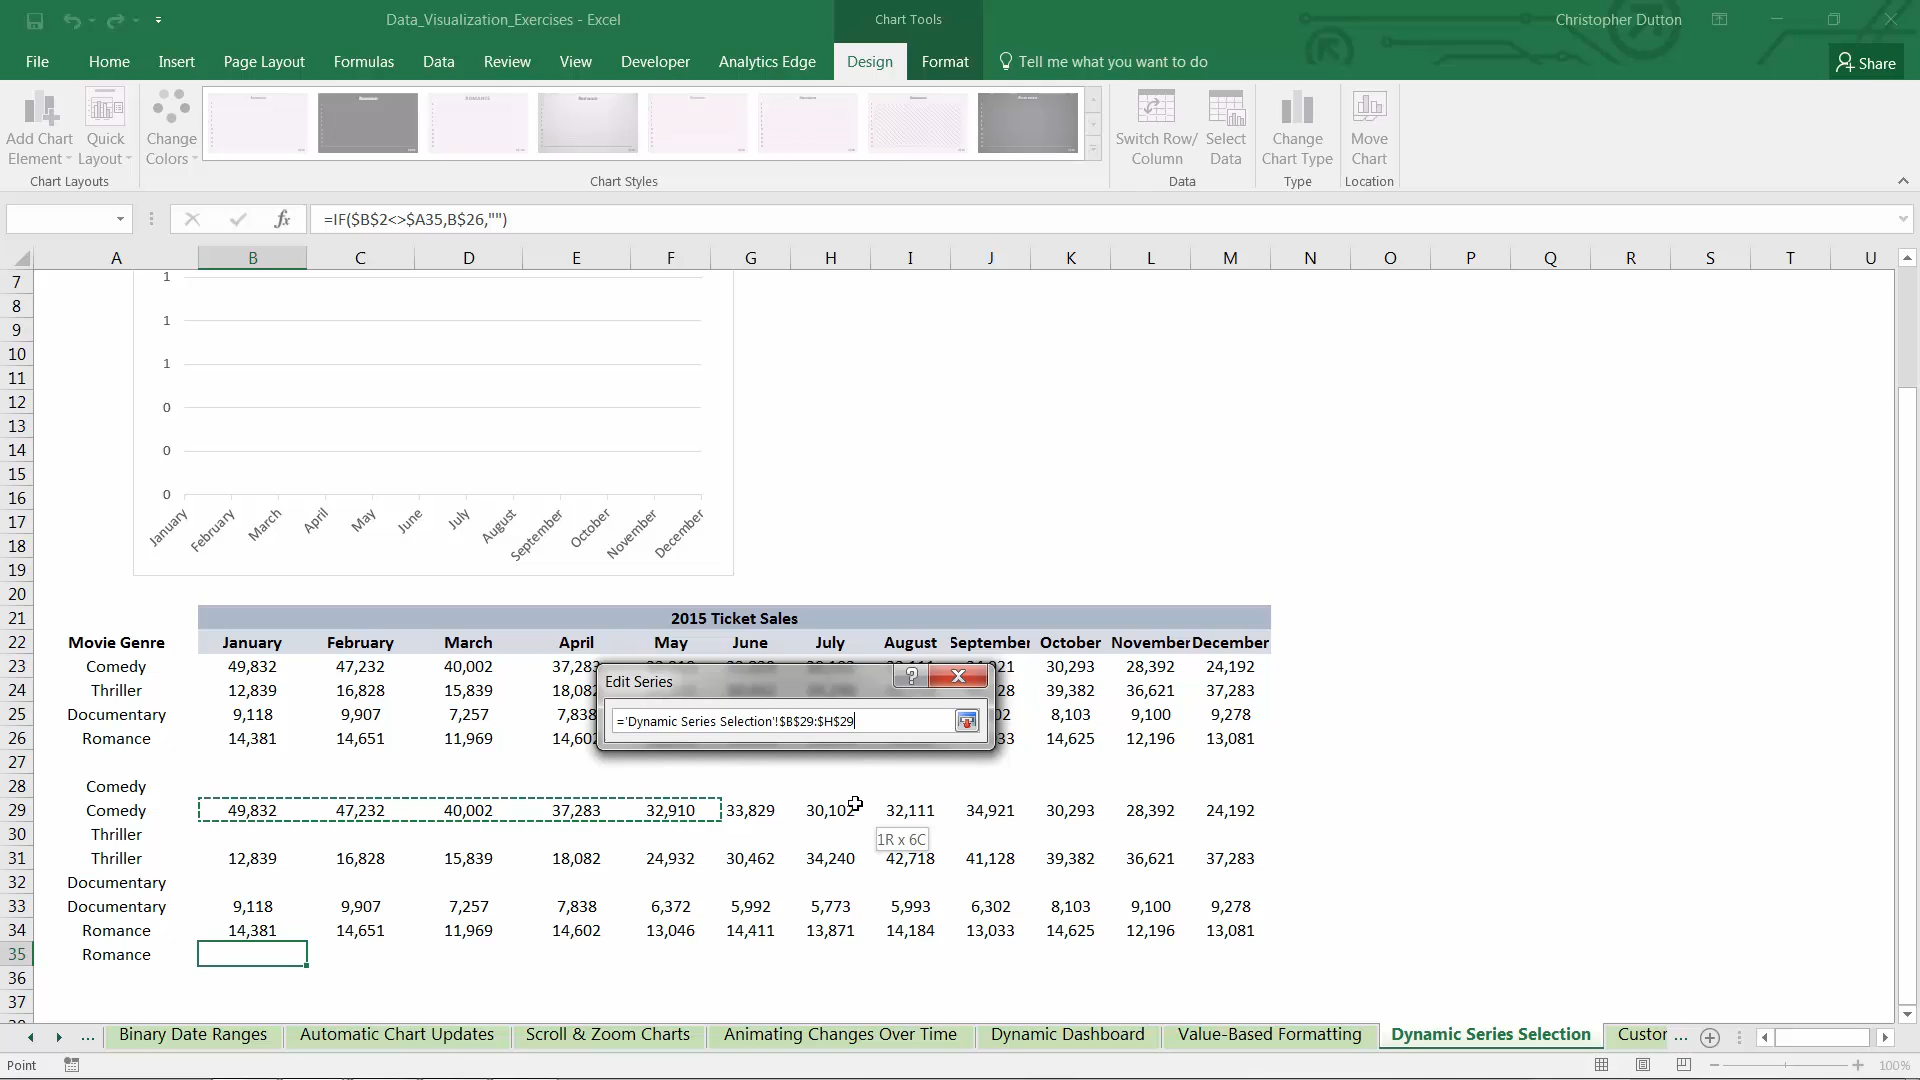 Data_Visualization_Exercises - Excel
Chart Tools
Christopher Dutton
File Home Insert Page Layout Formulas Data Review View Developer Analytics Edge Design Format Tell me what you want to do Share
Add Chart Element
Quick Layout
Change Colors
Switch Row/ Column
Select Data
Change Chart Type
Move Chart
Chart Layouts Chart Styles Data Type Location
fx =IF($B$2<>$A35,B$26,"")
A B C D E F G H I J K L M N O P Q R S T U
7 1
8
9 1
10
11 1
12 0
13
14 0
15
16 0
17 January February March April May June July August September October November December
18
19
20
21 2015 Ticket Sales
22 Movie Genre January February March April May June July August September October November December
23 Comedy 49,832 47,232 40,002 37,283 30,293 28,392 24,192
24 Thriller 12,839 16,828 15,839 18,082 28 39,382 36,621 37,283
25 Documentary 9,118 9,907 7,257 7,838 02 8,103 9,100 9,278
26 Romance 14,381 14,651 11,969 14,602 33 14,625 12,196 13,081
Edit Series
='Dynamic Series Selection'!$B$29:$H$29
27
28 Comedy
29 Comedy 49,832 47,232 40,002 37,283 32,910 33,829 30,102 32,111 34,921 30,293 28,392 24,192
30 Thriller
1R x 6C
31 Thriller 12,839 16,828 15,839 18,082 24,932 30,462 34,240 42,718 41,128 39,382 36,621 37,283
32 Documentary
33 Documentary 9,118 9,907 7,257 7,838 6,372 5,992 5,773 5,993 6,302 8,103 9,100 9,278
34 Romance 14,381 14,651 11,969 14,602 13,046 14,411 13,871 14,184 13,033 14,625 12,196 13,081
35 Romance
36
37
... Binary Date Ranges Automatic Chart Updates Scroll & Zoom Charts Animating Changes Over Time Dynamic Dashboard Value-Based Formatting Dynamic Series Selection Custor ...
Point 100%